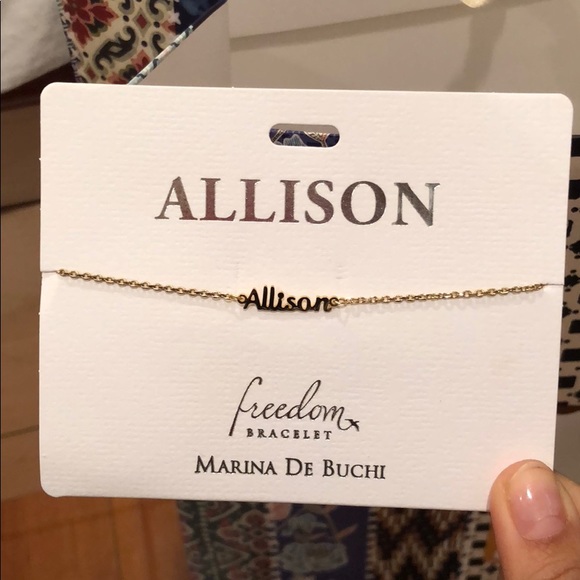 ALLISON
Allison
freedom
BRACELET
MARINA DE BUCHI